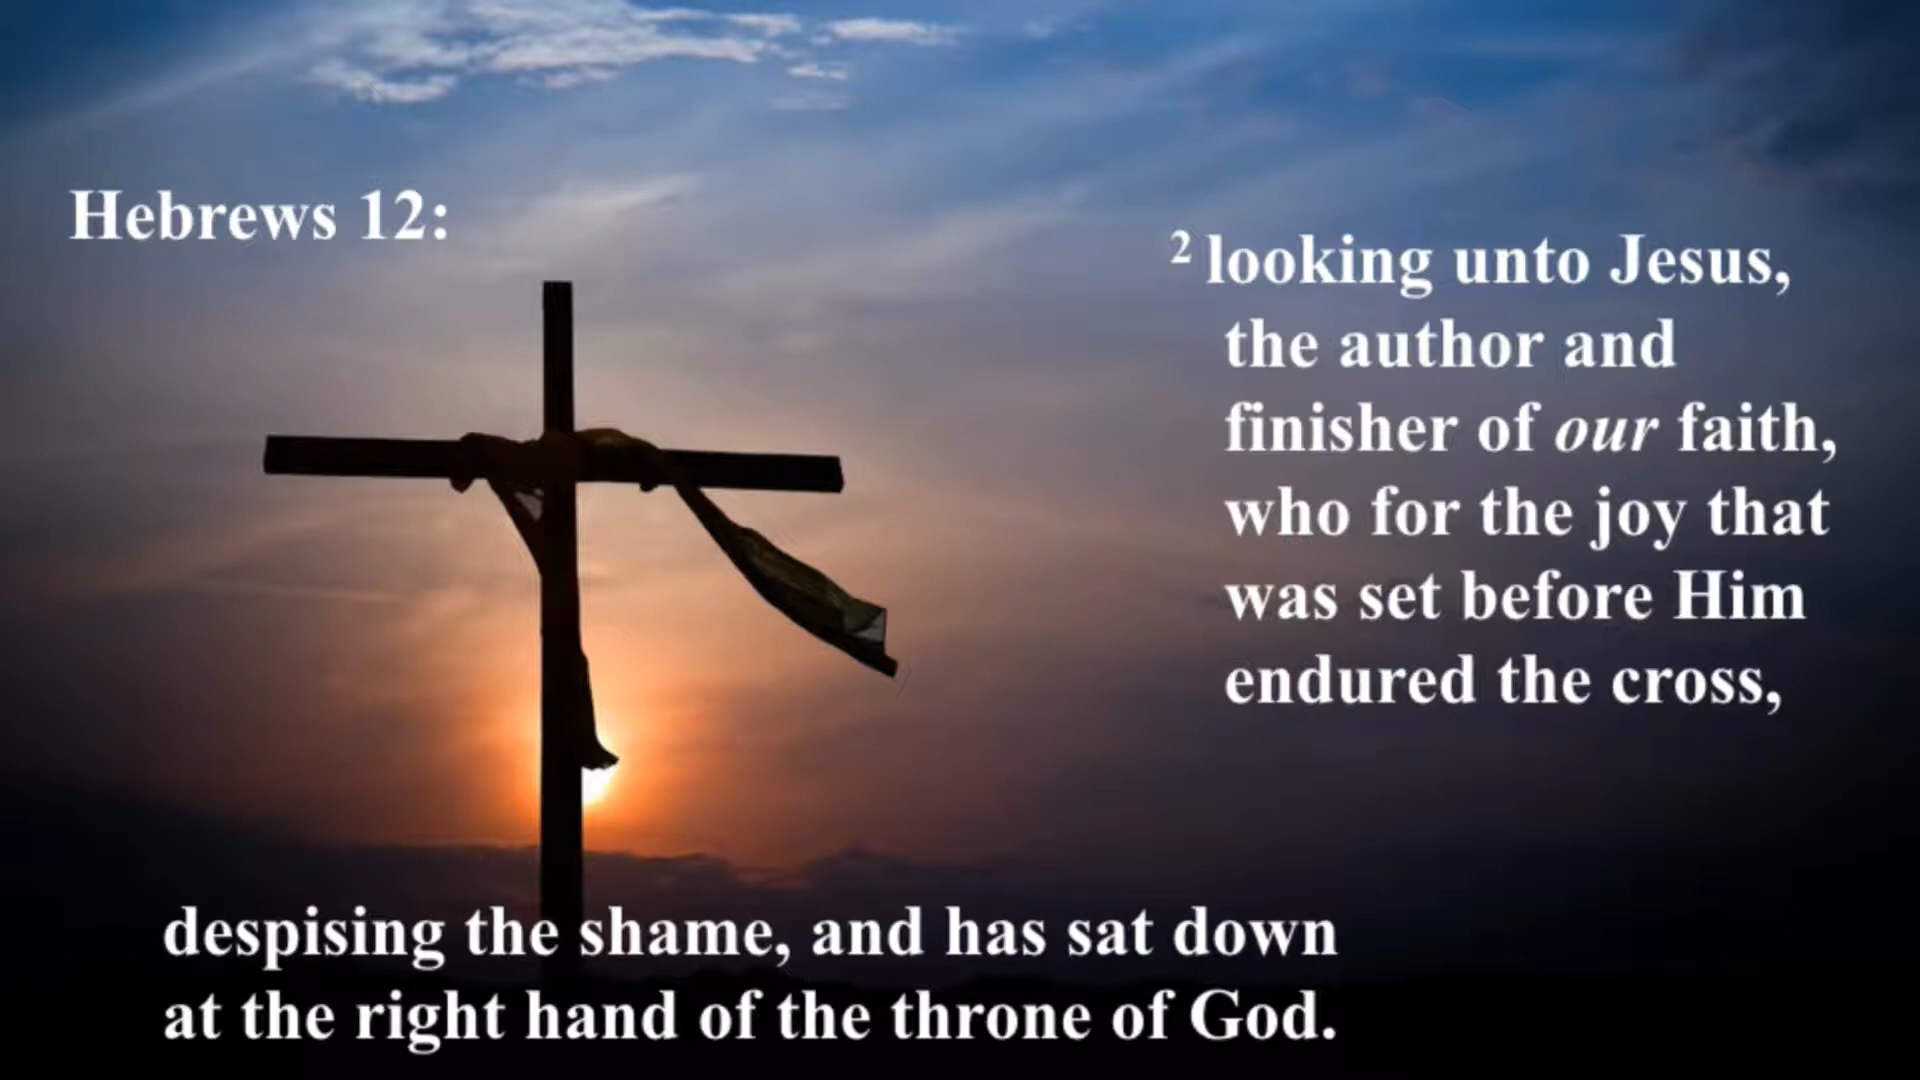 Hebrews 12:
2 looking unto Jesus,
the author and
finisher of our faith,
who for the joy that
was set before Him
endured the cross,
despising the shame, and has sat down
at the right hand of the throne of God.